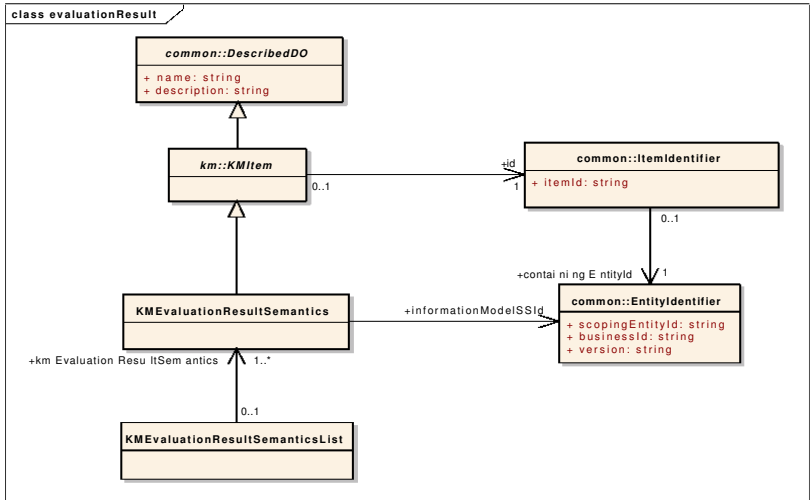 class evaluationResult
common::DescribedDO
+ name: string
+ description: string
km::KMItem
0..1
+id
1
common::ItemIdentifier
+ itemId: string
0..1
+contai ni ng E ntityId
1
common::EntityIdentifier
+ scopingEntityId: string
+ businessId: string
+ version: string
KMEvaluationResultSemantics
+informationModelSSId
+km Evaluation Resu ltSem antics
1..*
0..1
KMEvaluationResultSemanticsList